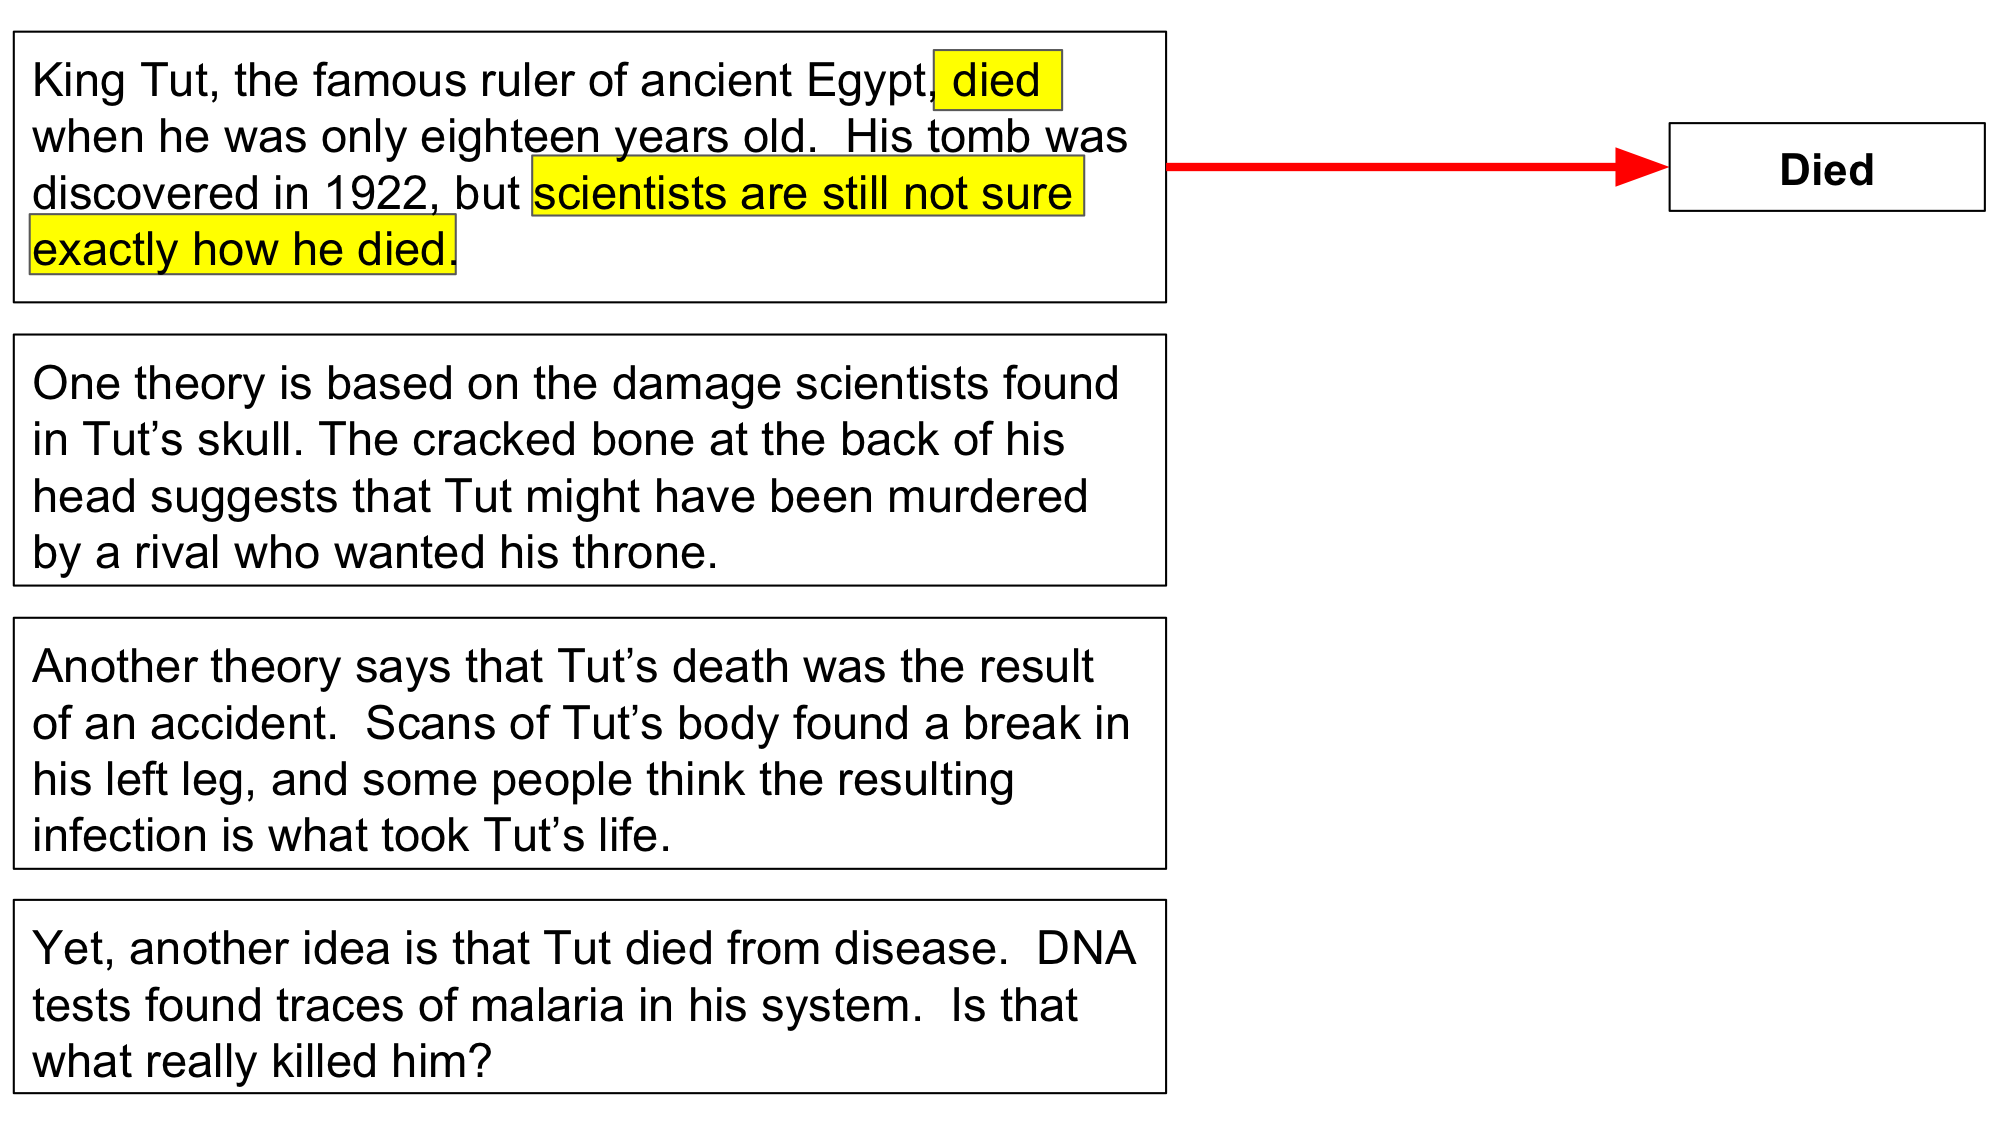 King Tut, the famous ruler of ancient Egypt, died
when he was only eighteen years old.  His tomb was
discovered in 1922, but scientists are still not sure
exactly how he died.
Died
One theory is based on the damage scientists found
in Tut’s skull. The cracked bone at the back of his
head suggests that Tut might have been murdered
by a rival who wanted his throne.
Another theory says that Tut’s death was the result
of an accident.  Scans of Tut’s body found a break in
his left leg, and some people think the resulting
infection is what took Tut’s life.
Yet, another idea is that Tut died from disease.  DNA
tests found traces of malaria in his system.  Is that
what really killed him?